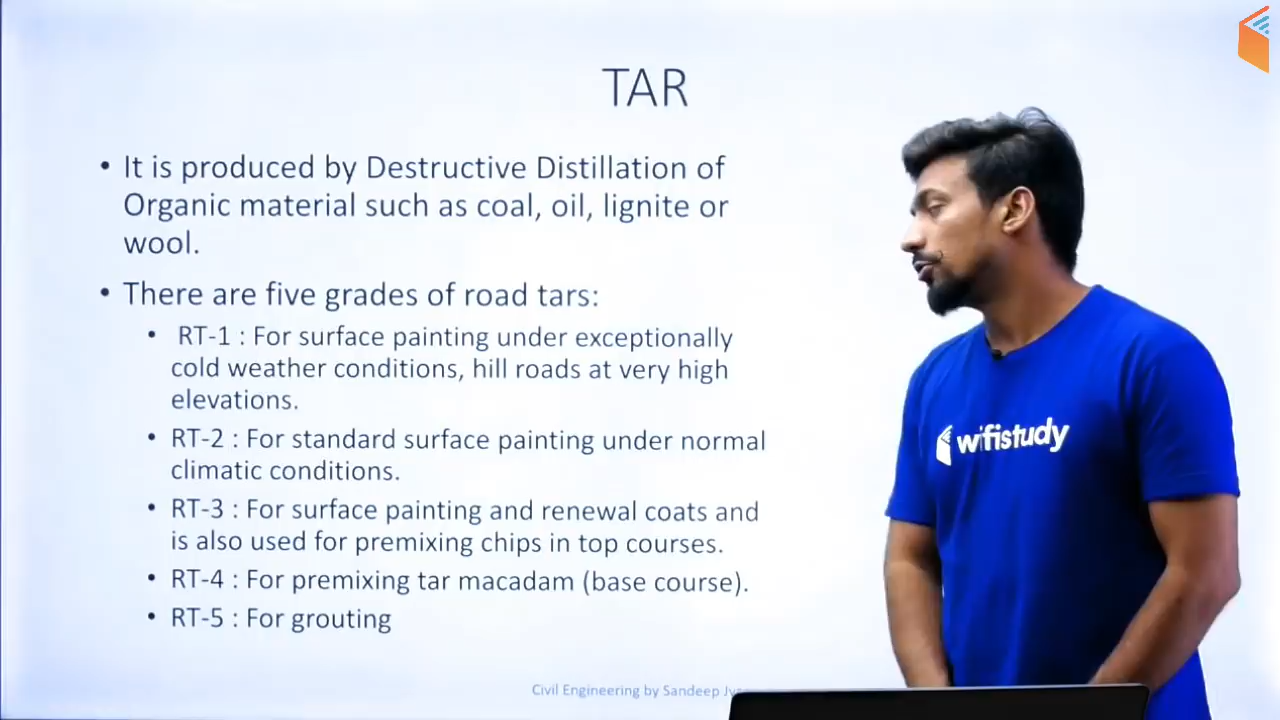 TAR
• It is produced by Destructive Distillation of
Organic material such as coal, oil, lignite or
wool.
• There are five grades of road tars:
• RT-1 : For surface painting under exceptionally
cold weather conditions, hill roads at very high
elevations.
• RT-2 : For standard surface painting under normal
climatic conditions.
• RT-3 : For surface painting and renewal coats and
is also used for premixing chips in top courses.
• RT-4 : For premixing tar macadam (base course).
• RT-5 : For grouting
wifistudy
Civil Engineering by Sandeep